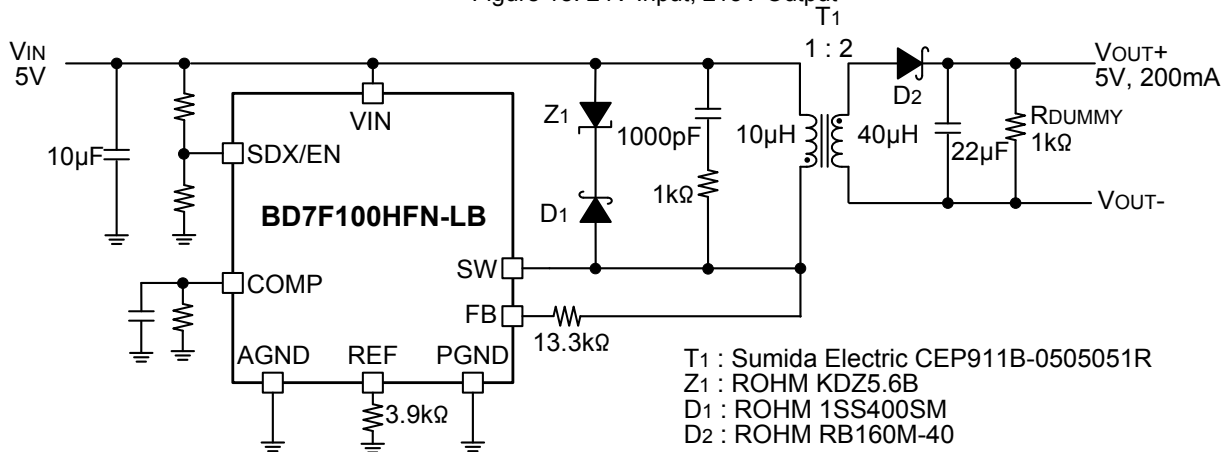 T1
1 : 2
VIN
5V
VOUT+
5V, 200mA
D2
VIN
Z1
1000pF
10µH
40µH
22µF
RDUMMY
1kΩ
10µF
SDX/EN
1kΩ
BD7F100HFN-LB
D1
VOUT-
SW
COMP
FB
13.3kΩ
AGND
REF
PGND
3.9kΩ
T1 : Sumida Electric CEP911B-0505051R
Z1 : ROHM KDZ5.6B
D1 : ROHM 1SS400SM
D2 : ROHM RB160M-40